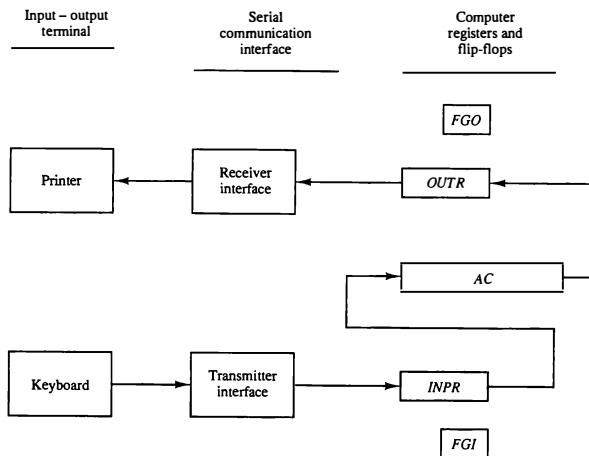 Input – output
terminal
Serial
communication
interface
Computer
registers and
flip-flops
FGO
Printer
Receiver
interface
OUTR
AC
Keyboard
Transmitter
interface
INPR
FGI